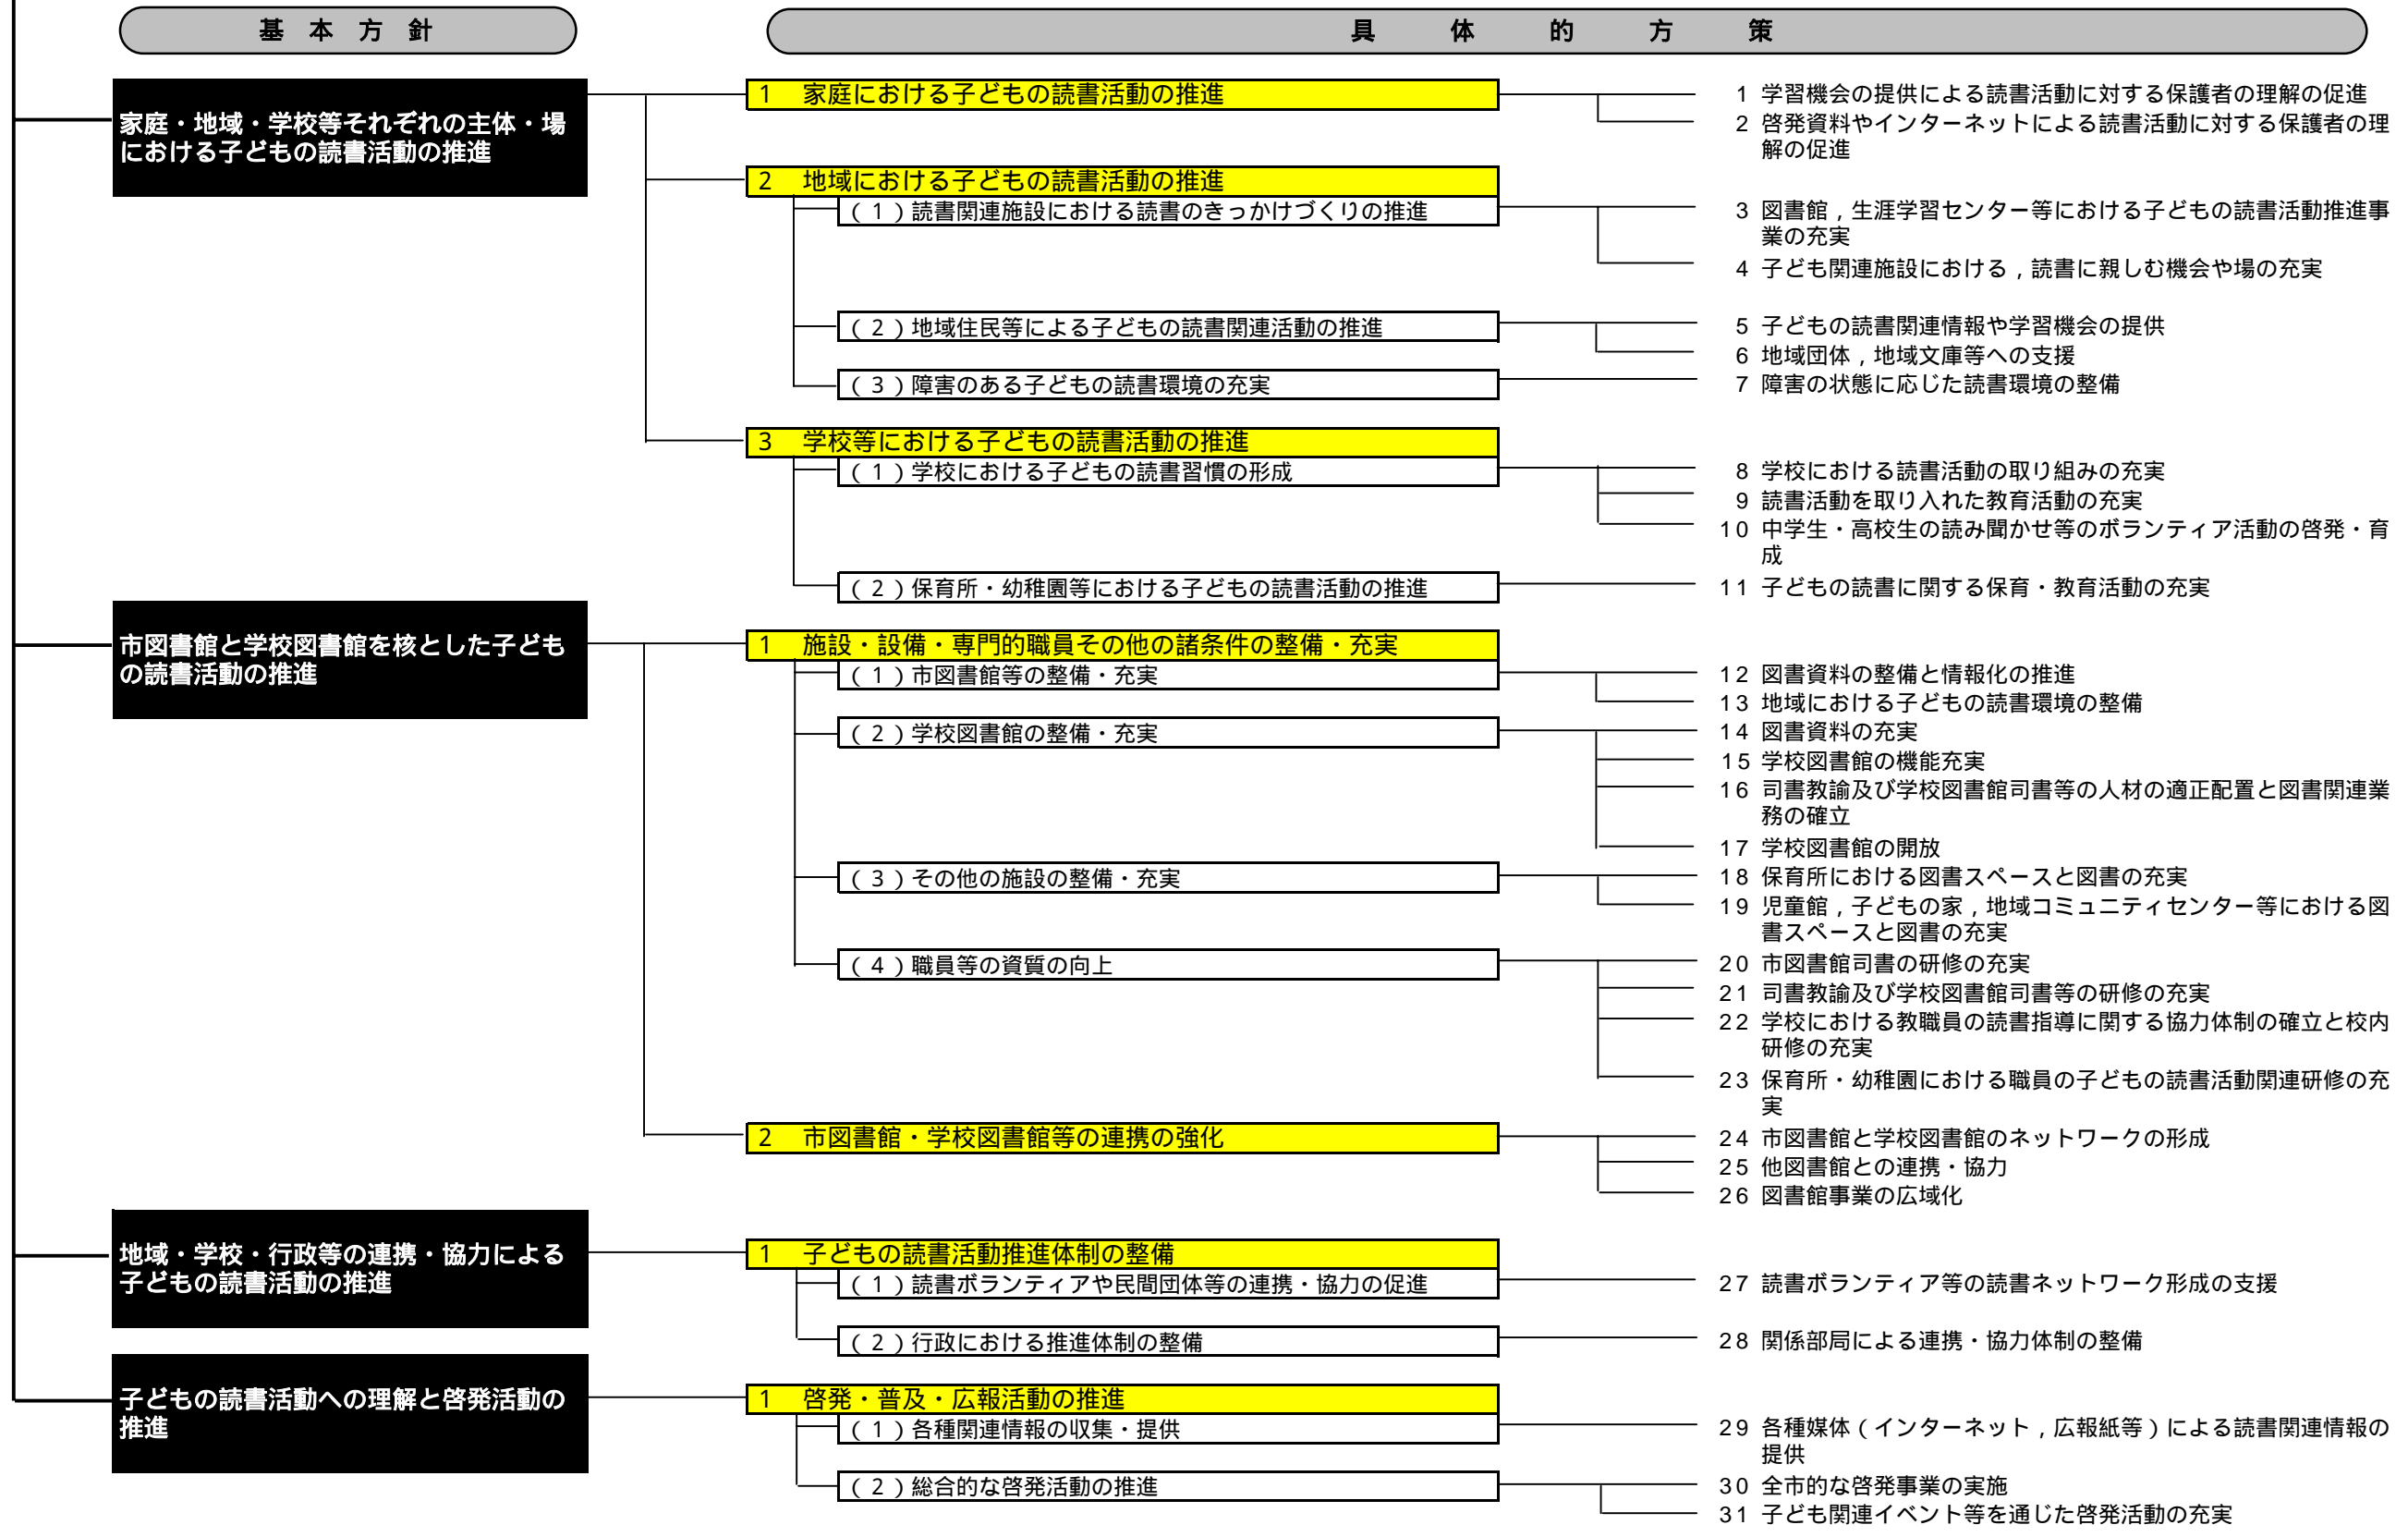 基本方針
具体的方策
家庭・地域・学校等それぞれの主体・場
における子どもの読書活動の推進
1 家庭における子どもの読書活動の推進
1 学習機会の提供による読書活動に対する保護者の理解の促進
2 啓発資料やインターネットによる読書活動に対する保護者の理
解の促進
2 地域における子どもの読書活動の推進
(1)読書関連施設における読書のきっかけづくりの推進
3 図書館，生涯学習センター等における子どもの読書活動推進事
業の充実
4 子ども関連施設における，読書に親しむ機会や場の充実
(2)地域住民等による子どもの読書関連活動の推進
5 子どもの読書関連情報や学習機会の提供
6 地域団体，地域文庫等への支援
(3)障害のある子どもの読書環境の充実
7 障害の状態に応じた読書環境の整備
3 学校等における子どもの読書活動の推進
(1)学校における子どもの読書習慣の形成
8 学校における読書活動の取り組みの充実
9 読書活動を取り入れた教育活動の充実
10 中学生・高校生の読み聞かせ等のボランティア活動の啓発・育
成
(2)保育所・幼稚園等における子どもの読書活動の推進
11 子どもの読書に関する保育・教育活動の充実
市図書館と学校図書館を核とした子ども
の読書活動の推進
1 施設・設備・専門的職員その他の諸条件の整備・充実
(1)市図書館等の整備・充実
12 図書資料の整備と情報化の推進
13 地域における子どもの読書環境の整備
(2)学校図書館の整備・充実
14 図書資料の充実
15 学校図書館の機能充実
16 司書教諭及び学校図書館司書等の人材の適正配置と図書関連業
務の確立
17 学校図書館の開放
(3)その他の施設の整備・充実
18 保育所における図書スペースと図書の充実
19 児童館，子どもの家，地域コミュニティセンター等における図
書スペースと図書の充実
(4)職員等の資質の向上
20 市図書館司書の研修の充実
21 司書教諭及び学校図書館司書等の研修の充実
22 学校における教職員の読書指導に関する協力体制の確立と校内
研修の充実
23 保育所・幼稚園における職員の子どもの読書活動関連研修の充
実
2 市図書館・学校図書館等の連携の強化
24 市図書館と学校図書館のネットワークの形成
25 他図書館との連携・協力
26 図書館事業の広域化
地域・学校・行政等の連携・協力による
子どもの読書活動の推進
1 子どもの読書活動推進体制の整備
(1)読書ボランティアや民間団体等の連携・協力の促進
27 読書ボランティア等の読書ネットワーク形成の支援
(2)行政における推進体制の整備
28 関係部局による連携・協力体制の整備
子どもの読書活動への理解と啓発活動の
推進
1 啓発・普及・広報活動の推進
(1)各種関連情報の収集・提供
29 各種媒体（インターネット，広報紙等）による読書関連情報の
提供
(2)総合的な啓発活動の推進
30 全市的な啓発事業の実施
31 子ども関連イベント等を通じた啓発活動の充実